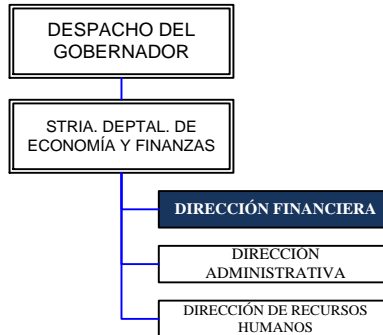 DESPACHO DEL
GOBERNADOR
STRIA. DEPTAL. DE
ECONOMÍA Y FINANZAS
DIRECCIÓN FINANCIERA
DIRECCIÓN
ADMINISTRATIVA
DIRECCIÓN DE RECURSOS
HUMANOS